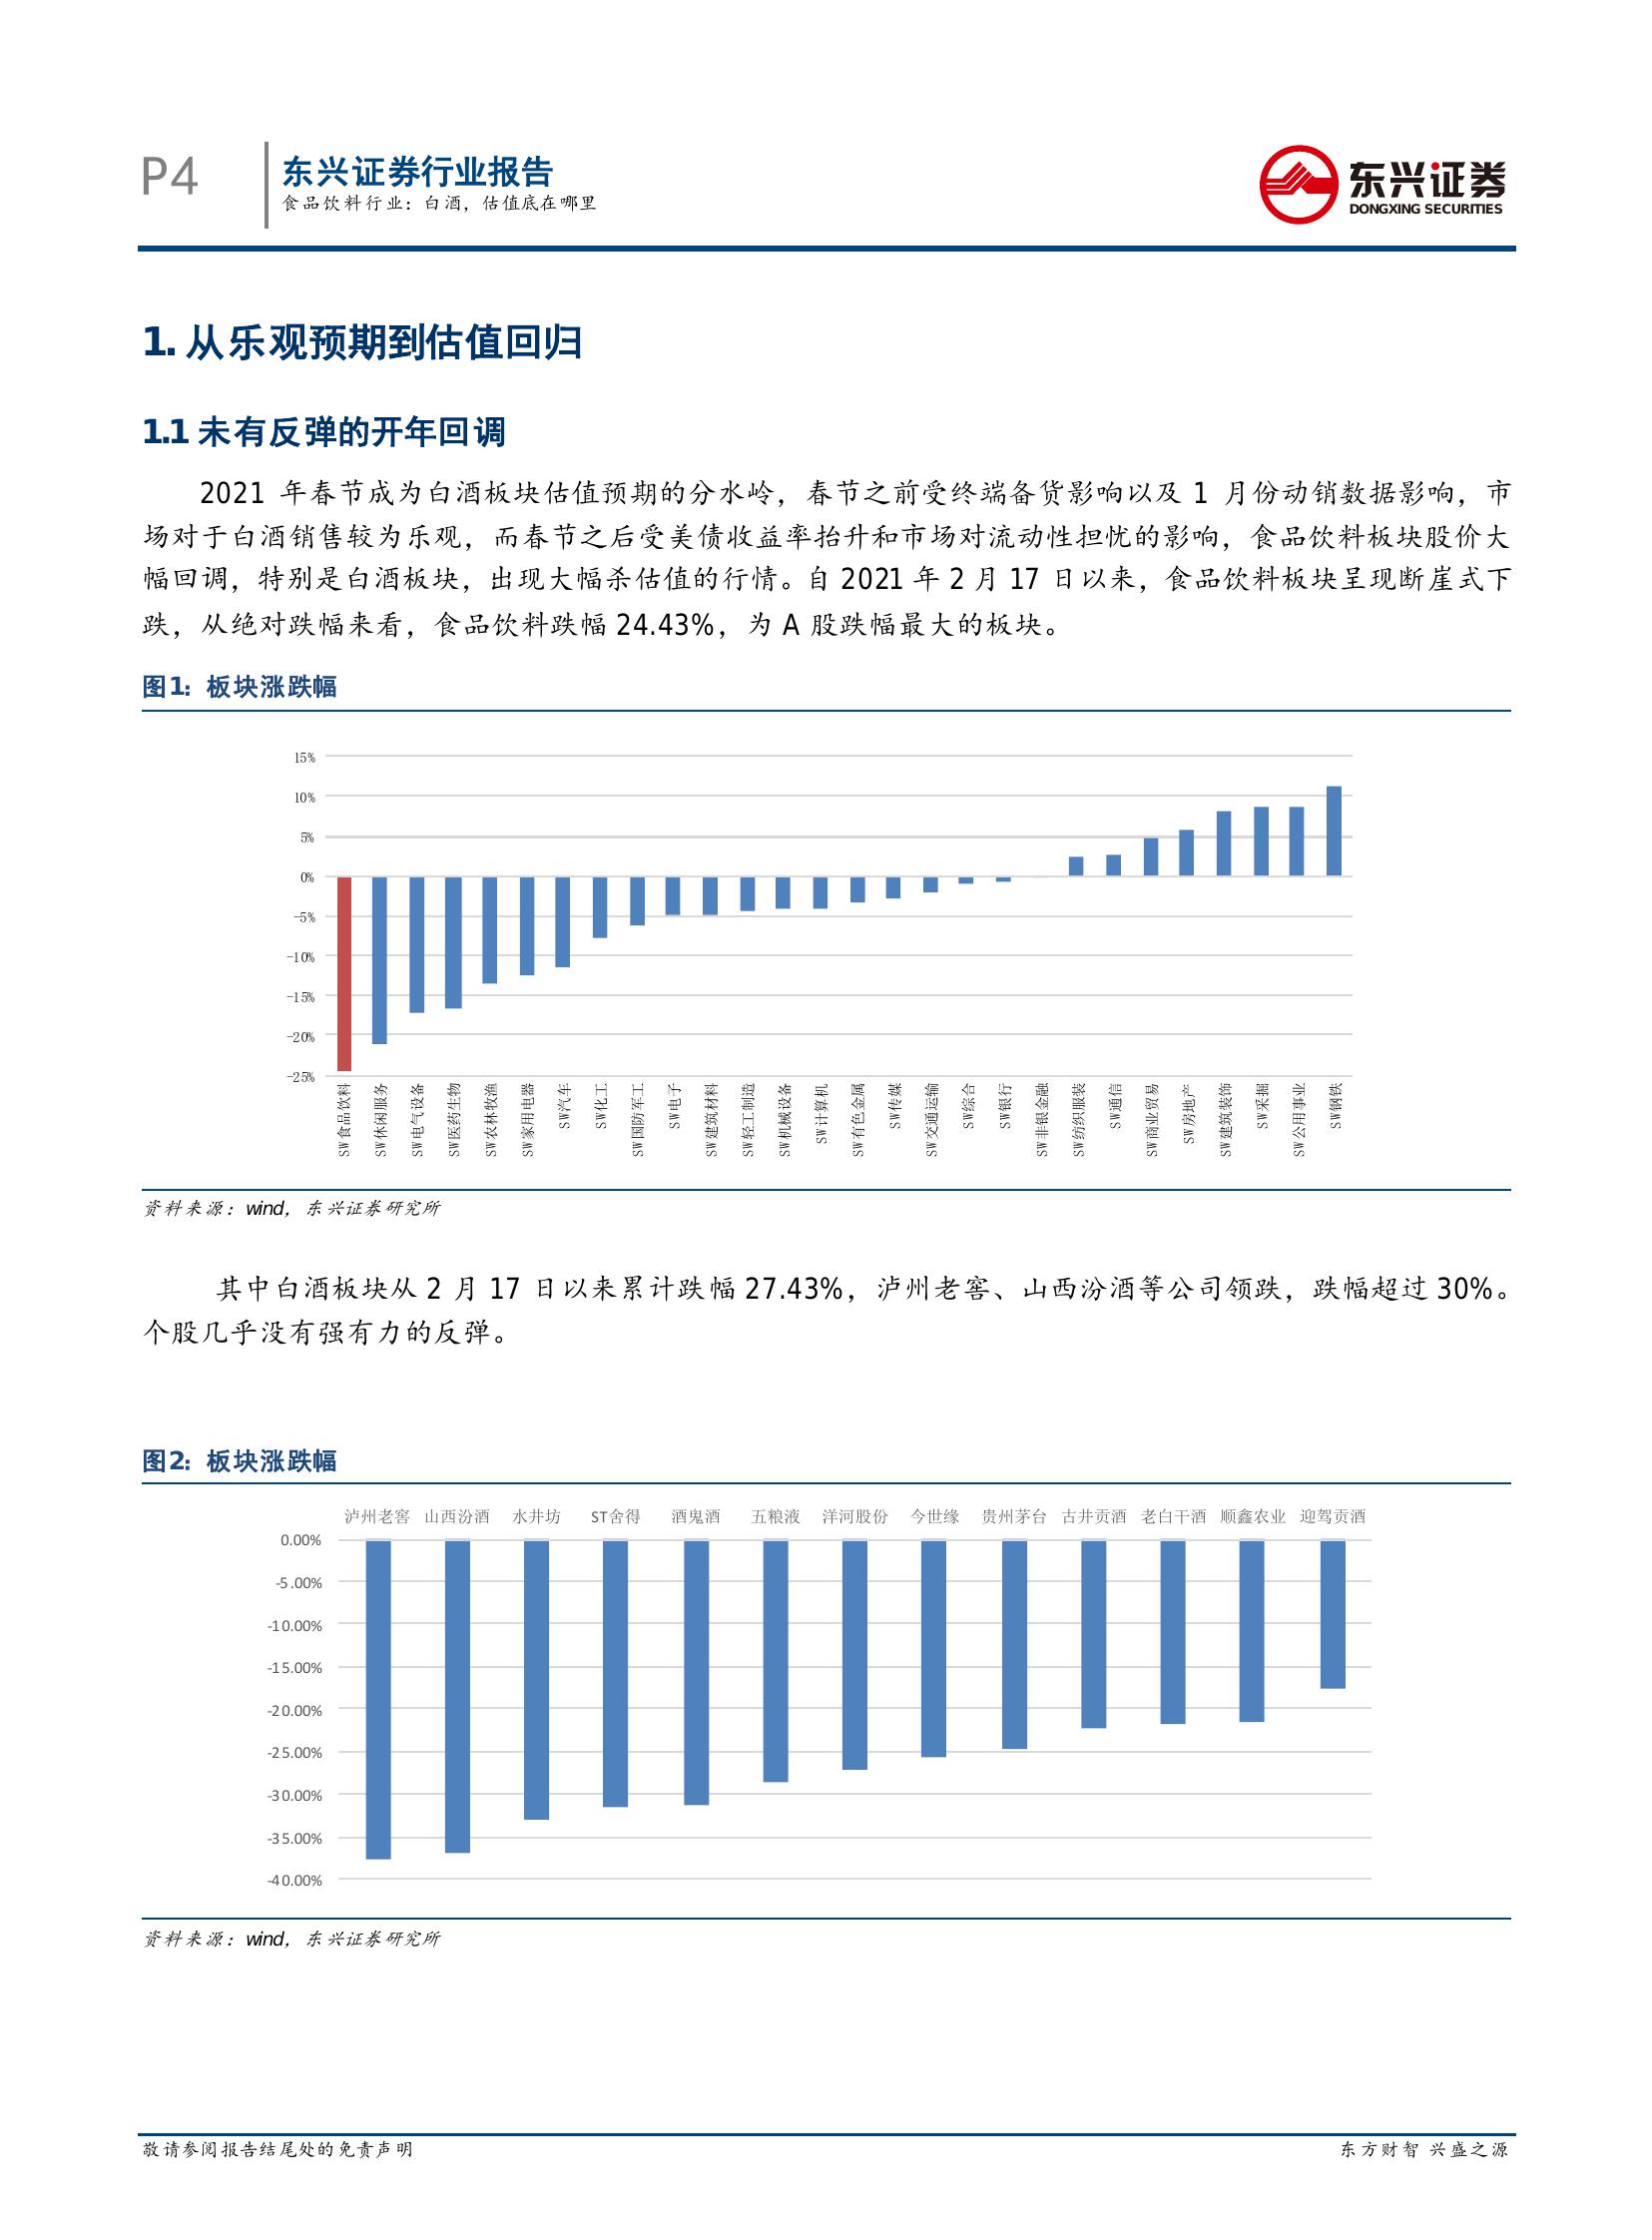 P4
东兴证券行业报告
食品饮料行业：白酒，估值底在哪里
东兴证券
DONGXING SECURITIES
1. 从乐观预期到估值回归
1.1 未有反弹的开年回调
2021 年春节成为白酒板块估值预期的分水岭，春节之前受终端备货影响以及 1 月份动销数据影响，市
场对于白酒销售较为乐观，而春节之后受美债收益率抬升和市场对流动性担忧的影响，食品饮料板块股价大
幅回调，特别是白酒板块，出现大幅杀估值的行情。自 2021 年 2 月 17 日以来，食品饮料板块呈现断崖式下
跌，从绝对跌幅来看，食品饮料跌幅 24.43%，为 A 股跌幅最大的板块。
图1：板块涨跌幅
15%
10%
5%
0%
-5%
-10%
-15%
-20%
-25%
SW食品饮料
SW休闲服务
SW电气设备
SW医药生物
SW农林牧渔
SW家用电器
SW汽车
SW化工
SW国防军工
SW电子
SW建筑材料
SW轻工制造
SW机械设备
SW计算机
SW有色金属
SW传媒
SW交通运输
SW综合
SW银行
SW非银金融
SW纺织服装
SW通信
SW商业贸易
SW房地产
SW建筑装饰
SW采掘
SW公用事业
SW钢铁
资料来源：wind，东兴证券研究所
其中白酒板块从 2 月 17 日以来累计跌幅 27.43%，泸州老窖、山西汾酒等公司领跌，跌幅超过 30%。
个股几乎没有强有力的反弹。
图2：板块涨跌幅
泸州老窖 山西汾酒 水井坊 ST舍得 酒鬼酒 五粮液 洋河股份 今世缘 贵州茅台 古井贡酒 老白干酒 顺鑫农业 迎驾贡酒
0.00%
-5.00%
-10.00%
-15.00%
-20.00%
-25.00%
-30.00%
-35.00%
-40.00%
资料来源：wind，东兴证券研究所
敬请参阅报告结尾处的免责声明
东方财智 兴盛之源